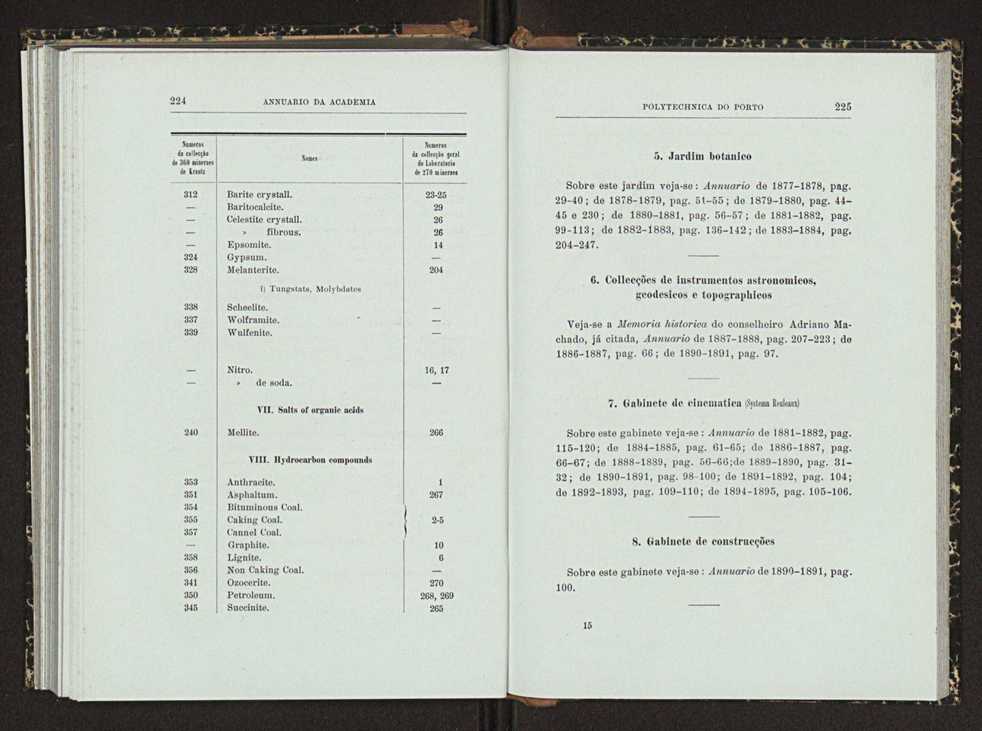 224 ANNUARIO DA ACADEMIA
Numeros
da collecção
de 360 mineraes
de Krantz
Nomes
Numeros
da collecção geral
do Laboratorio
de 270 mineraes
312 Barite crystall. 23-25
— Baritocalcite. 29
— Celestite crystall. 26
— » fibrous. 26
— Epsomite. 14
324 Gypsum. —
328 Melanterite. 204
l) Tungstats, Molybdates
338 Scheelite. —
337 Wolframite. —
339 Wulfenite. —
— Nitro. 16, 17
— » de soda. —
VII. Salts of organic acids
240 Mellite. 266
VIII. Hydrocarbon compounds
353 Anthracite. 1
351 Asphaltum. 267
354 Bituminous Coal.
355 Caking Coal. 2-5
357 Cannel Coal.
— Graphite. 10
358 Lignite. 6
356 Non Caking Coal. —
341 Ozocerite. 270
350 Petroleum. 268, 269
345 Succinite. 265
POLYTECHNICA DO PORTO 225
5. Jardim botanico
Sobre este jardim veja-se: Annuario de 1877-1878, pag.
29-40; de 1878-1879, pag. 51-55; de 1879-1880, pag. 44-
45 e 230; de 1880-1881, pag. 56-57; de 1881-1882, pag.
99-113; de 1882-1883, pag. 136-142; de 1883-1884, pag.
204-247.
6. Collecções de instrumentos astronomicos,
geodesicos e topographicos
Veja-se a Memoria historica do conselheiro Adriano Ma-
chado, já citada, Annuario de 1887-1888, pag. 207-223; de
1886-1887, pag. 66; de 1890-1891, pag. 97.
7. Gabinete de cinematica (Systema Reuleaux)
Sobre este gabinete veja-se: Annuario de 1881-1882, pag.
115-120; de 1884-1885, pag. 61-65; de 1886-1887, pag.
66-67; de 1888-1889, pag. 56-66;de 1889-1890, pag. 31-
32; de 1890-1891, pag. 98-100; de 1891-1892, pag. 104;
de 1892-1893, pag. 109-110; de 1894-1895, pag. 105-106.
8. Gabinete de construcções
Sobre este gabinete veja-se: Annuario de 1890-1891, pag.
100.
15